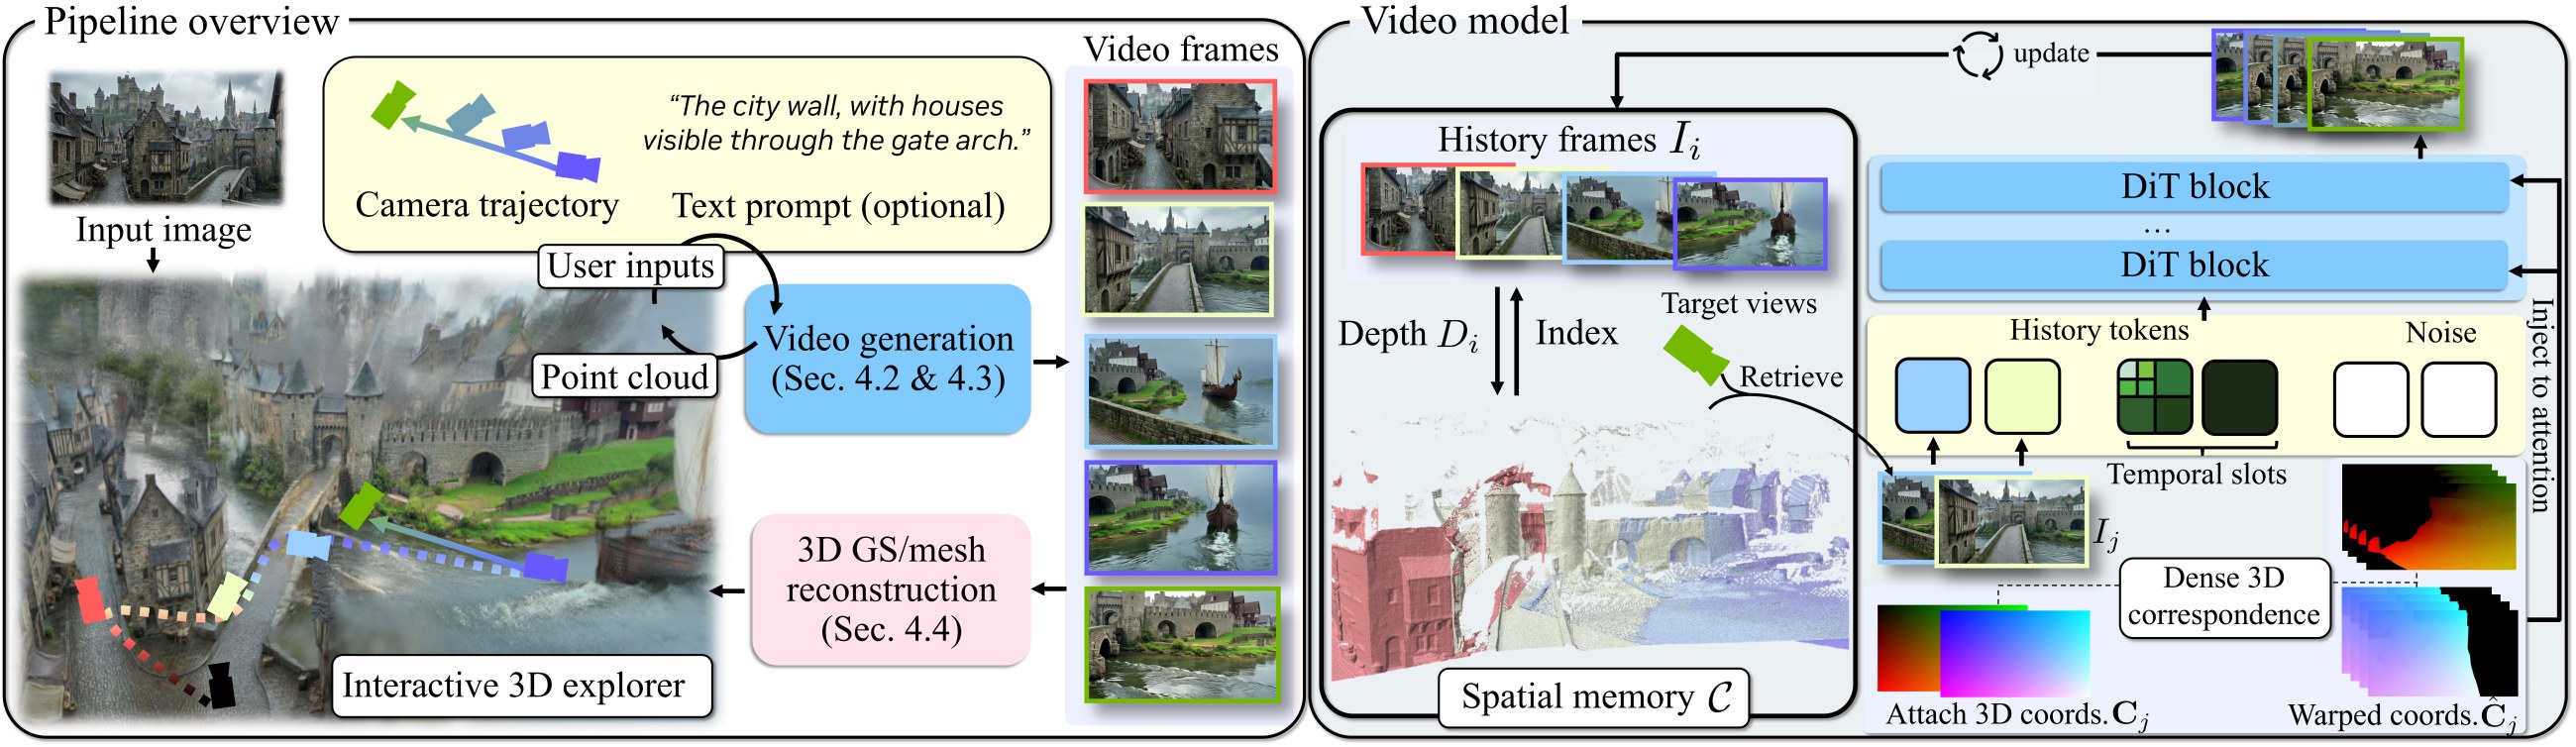 Pipeline overview
Input image
“The city wall, with houses
visible through the gate arch.”
Camera trajectory
Text prompt (optional)
User inputs
Point cloud
Video generation
(Sec. 4.2 & 4.3)
3D GS/mesh
reconstruction
(Sec. 4.4)
Interactive 3D explorer
Video frames
Video model
update
History frames I_i
Depth D_i
Index
Target views
Retrieve
Spatial memory 𝒞
DiT block
...
DiT block
Inject to attention
History tokens
Noise
Temporal slots
I_j
Dense 3D
correspondence
Attach 3D coords. C_j
Warped coords. Ĉ_j